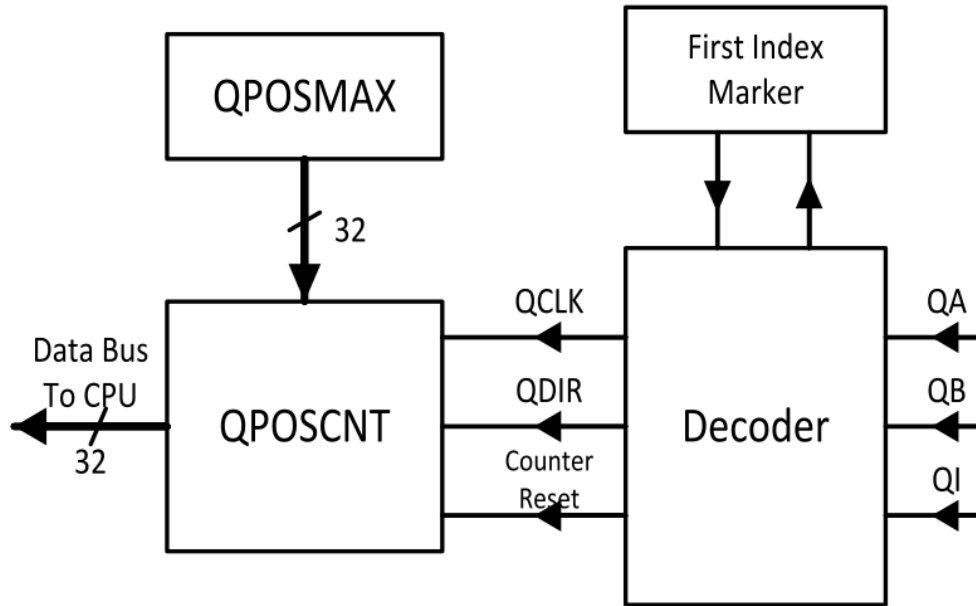 QPOSMAX
First Index
Marker
32
QCLK
QA
Data Bus
To CPU
QDIR
QB
QPOSCNT
Decoder
32
Counter
Reset
QI